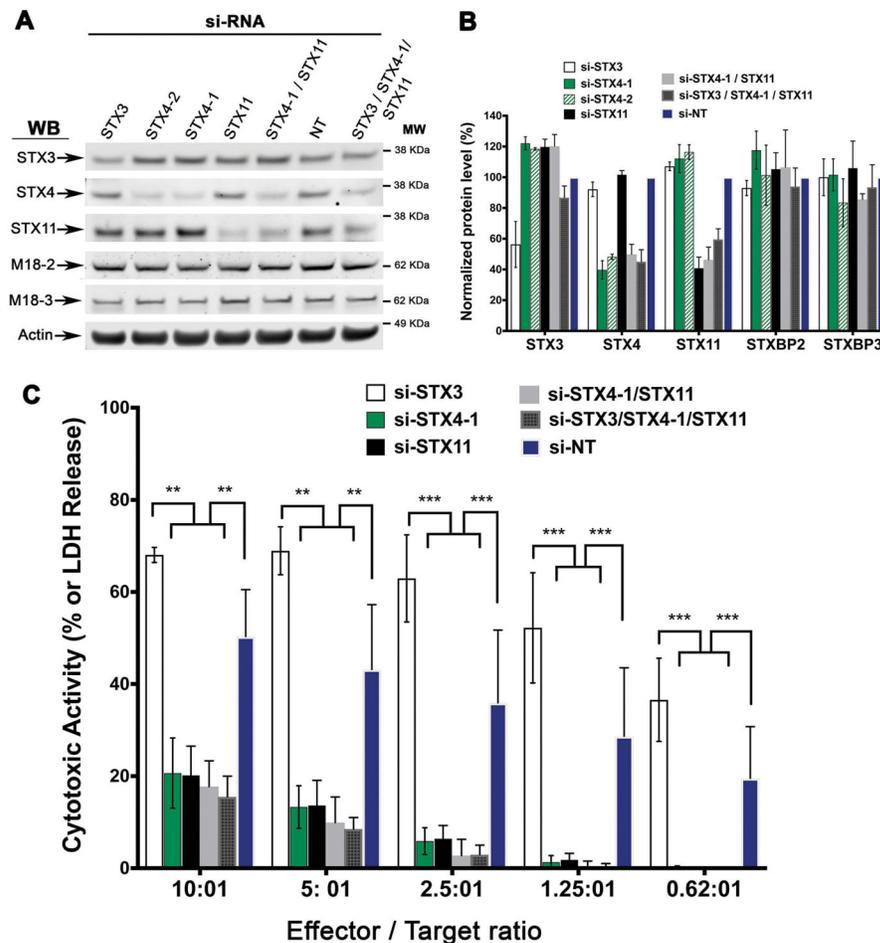 A
si-RNA
STX3
STX4-2
STX4-1
STX11
STX4-1 / STX11
NT
STX3 / STX4-1/
STX11
WB
MW
STX3
38 KDa
STX4
38 KDa
STX11
38 KDa
M18-2
62 KDa
M18-3
62 KDa
49 KDa
Actin
B
si-STX3
si-STX4-1
si-STX4-2
si-STX11
si-STX4-1 / STX11
si-STX3 / STX4-1 / STX11
si-NT
Normalized protein level (%)
140
120
100
80
60
40
20
0
STX3
STX4
STX11
STXBP2
STXBP3
C
si-STX3
si-STX4-1
si-STX11
si-STX4-1/STX11
si-STX3/STX4-1/STX11
si-NT
Cytotoxic Activity (% or LDH Release)
100
80
60
40
20
0
** **
** **
*** ***
*** ***
*** ***
10:01
5: 01
2.5:01
1.25:01
0.62:01
Effector / Target ratio